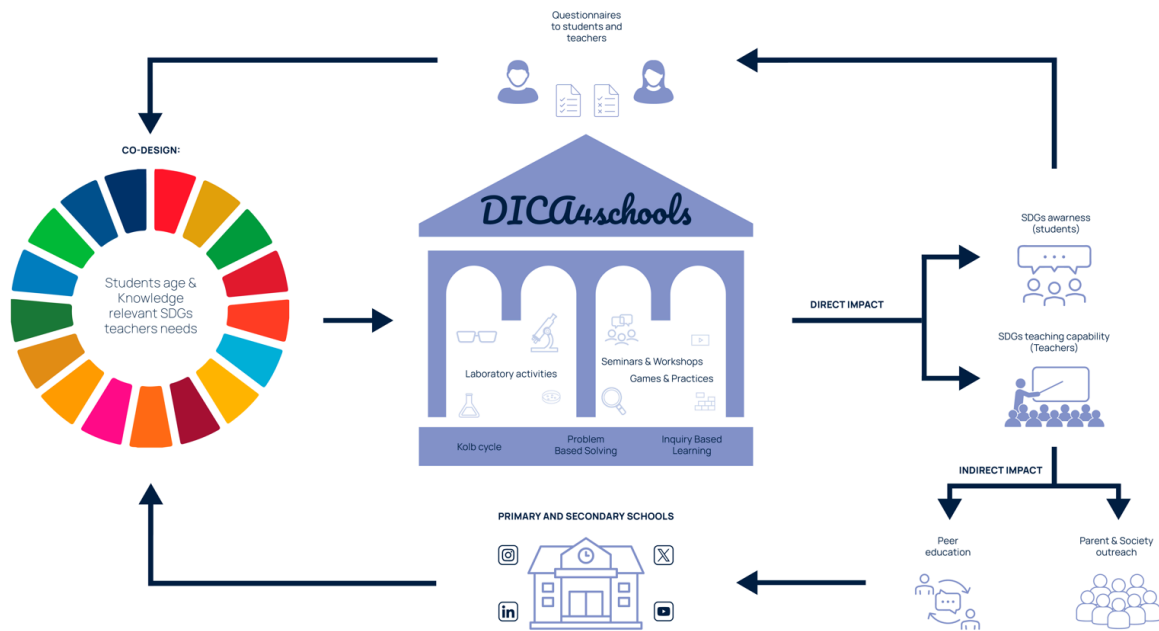 Questionnaires
to students and
teachers
CO-DESIGN:
Students age &
Knowledge
relevant SDGs
teachers needs
DICA4schools
Laboratory activities
Seminars & Workshops
Games & Practices
Kolb cycle
Problem
Based Solving
Inquiry Based
Learning
DIRECT IMPACT
SDGs awarness
(students)
SDGs teaching capability
(Teachers)
INDIRECT IMPACT
Peer
education
Parent & Society
outreach
PRIMARY AND SECONDARY SCHOOLS
in
X